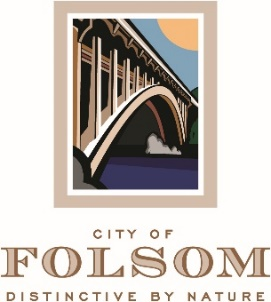 CITY OF
FOLSOM
DISTINCTIVE BY NATURE